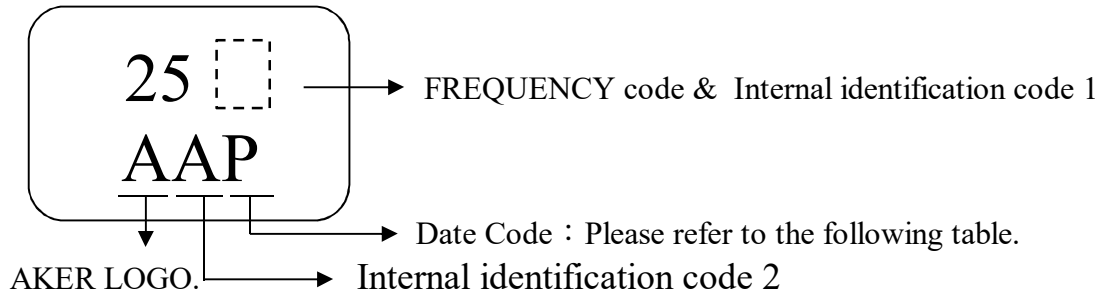 25
FREQUENCY code & Internal identification code 1
AAP
Date Code：Please refer to the following table.
AKER LOGO.
Internal identification code 2